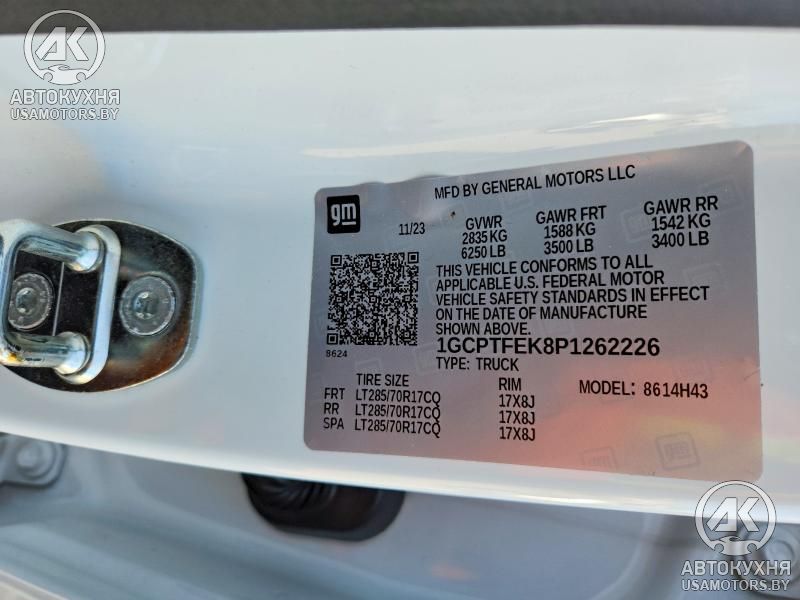 AK
АВТОКУХНЯ
USAMOTORS.BY
MFD BY GENERAL MOTORS LLC
gm
11/23
GVWR GAWR FRT GAWR RR
2835 KG 1588 KG 1542 KG
6250 LB 3500 LB 3400 LB
THIS VEHICLE CONFORMS TO ALL
APPLICABLE U.S. FEDERAL MOTOR
VEHICLE SAFETY STANDARDS IN EFFECT
ON THE DATE OF MANUFACTURE
SHOWN ABOVE.
8624
1GCPTFEK8P1262226
TYPE: TRUCK
TIRE SIZE RIM MODEL: 8614H43
FRT LT285/70R17CQ 17X8J
RR LT285/70R17CQ 17X8J
SPA LT285/70R17CQ 17X8J
AK
АВТОКУХНЯ
USAMOTORS.BY